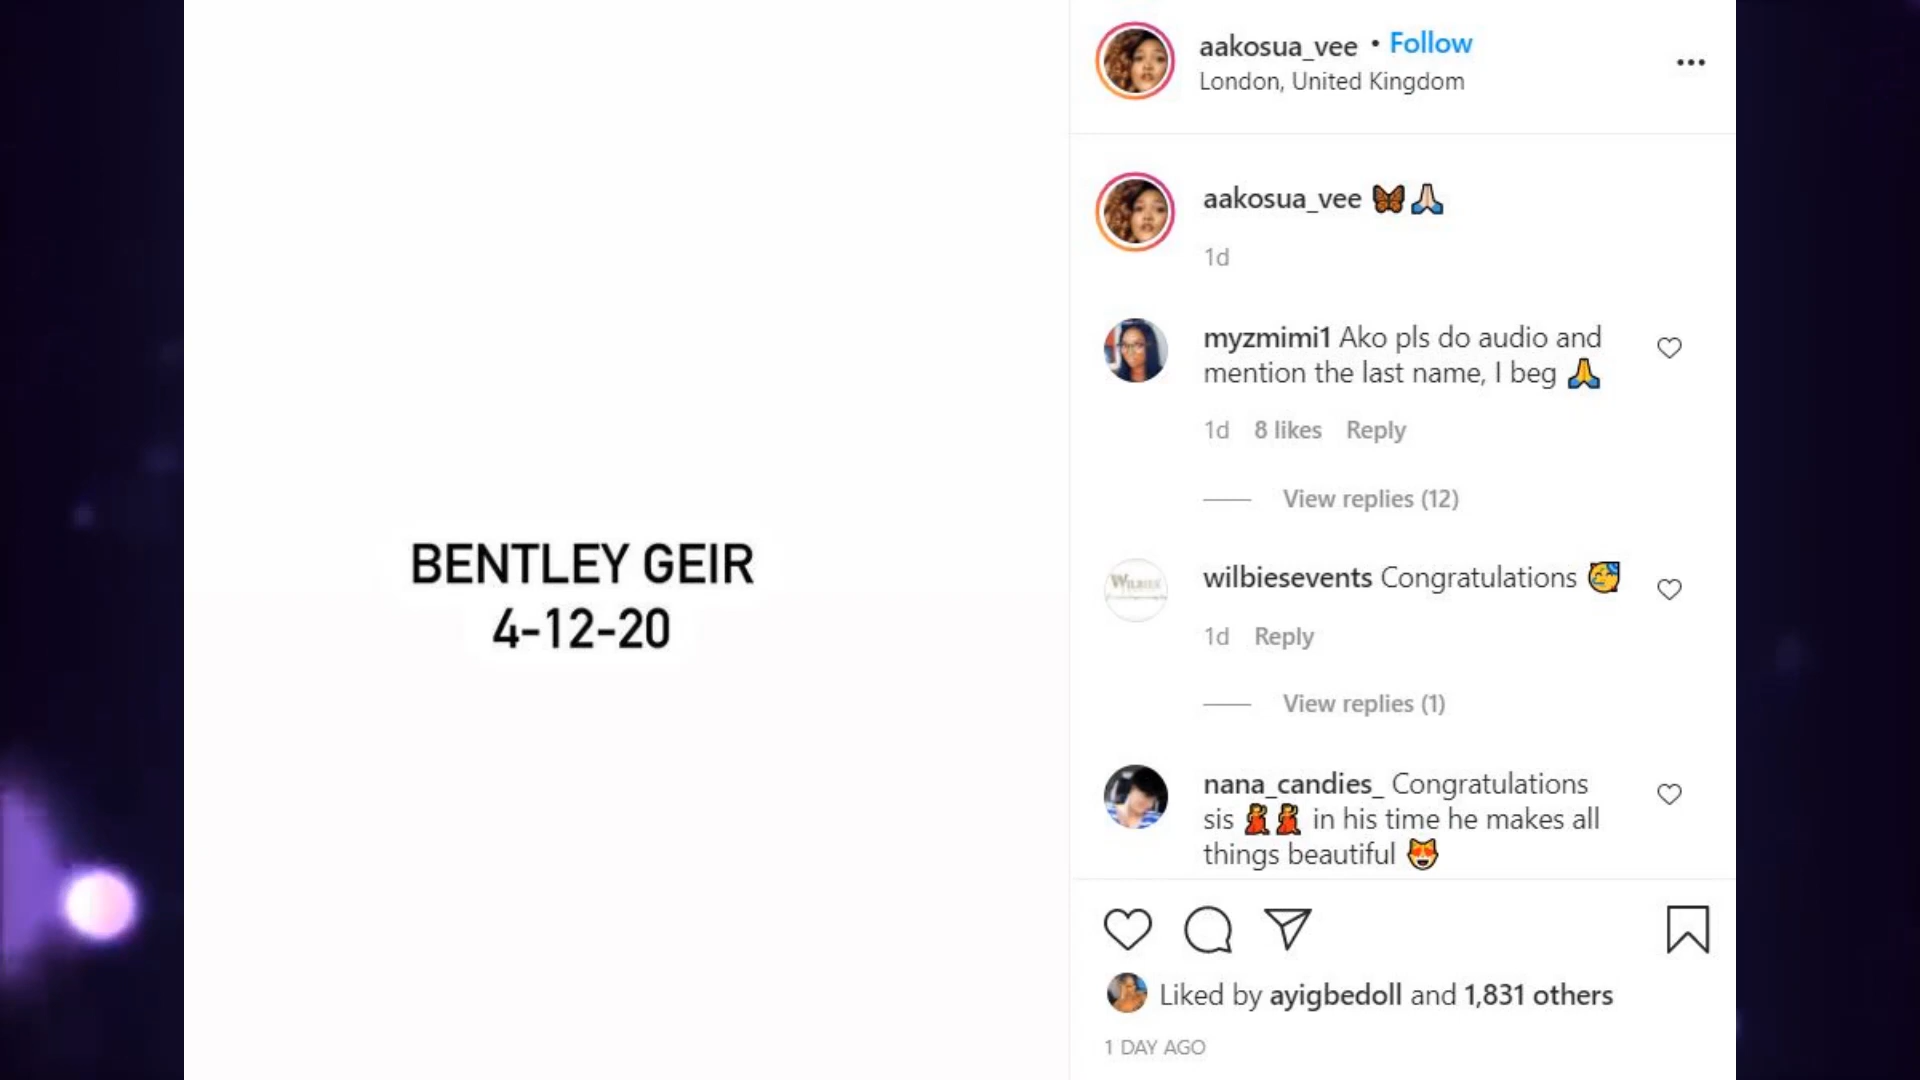 BENTLEY GEIR
4-12-20
aakosua_vee • Follow
London, United Kingdom
aakosua_vee 🦋🙏🏻
1d
myzmimi1 Ako pls do audio and
mention the last name, I beg 🙏
1d 8 likes Reply
View replies (12)
wilbiesevents Congratulations 🥳
1d Reply
View replies (1)
nana_candies_ Congratulations
sis 💃💃 in his time he makes all
things beautiful 😻
Liked by ayigbedoll and 1,831 others
1 DAY AGO